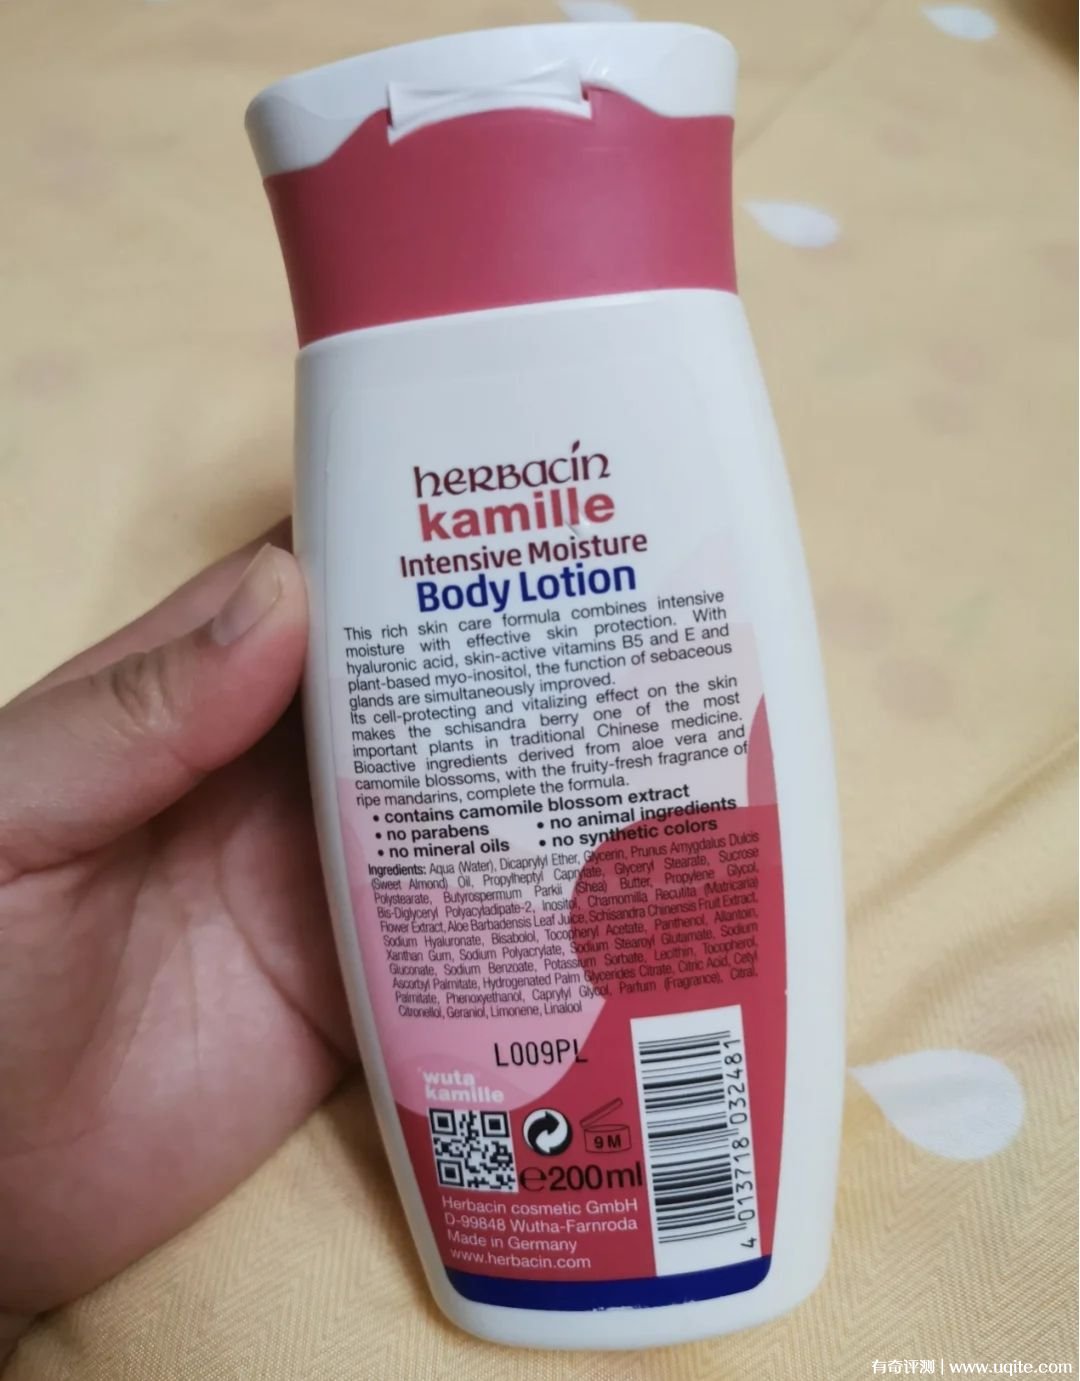 herbacin
kamille
Intensive Moisture
Body Lotion
This rich skin care formula combines intensive
moisture with effective skin protection. With
hyaluronic acid, skin-active vitamins B5 and E and
plant-based myo-inositol, the function of sebaceous
glands are simultaneously improved.
Its cell-protecting and vitalizing effect on the skin
makes the schisandra berry one of the most
important plants in traditional Chinese medicine.
Bioactive ingredients derived from aloe vera and
camomile blossoms, with the fruity-fresh fragrance of
ripe mandarins, complete the formula.
• contains camomile blossom extract
• no parabens • no animal ingredients
• no mineral oils • no synthetic colors
Ingredients: Aqua (Water), Dicaprylyl Ether, Glycerin, Prunus Amygdalus Dulcis
(Sweet Almond) Oil, Propylheptyl Caprylate, Glyceryl Stearate, Sucrose
Polystearate, Butyrospermum Parkii (Shea) Butter, Propylene Glycol,
Bis-Diglyceryl Polyacyladipate-2, Inositol, Chamomilla Recutita (Matricaria)
Flower Extract, Aloe Barbadensis Leaf Juice, Schisandra Chinensis Fruit Extract,
Sodium Hyaluronate, Bisabolol, Tocopheryl Acetate, Panthenol, Allantoin,
Xanthan Gum, Sodium Polyacrylate, Sodium Stearoyl Glutamate, Sodium
Gluconate, Sodium Benzoate, Potassium Sorbate, Lecithin, Tocopherol,
Ascorbyl Palmitate, Hydrogenated Palm Glycerides Citrate, Citric Acid, Cetyl
Palmitate, Phenoxyethanol, Caprylyl Glycol, Parfum (Fragrance), Citral,
Citronellol, Geraniol, Limonene, Linalool
L009PL
wuta
kamille
9 M
℮200ml
Herbacin cosmetic GmbH
D-99848 Wutha-Farnroda
Made in Germany
www.herbacin.com
4 013718 032481
有奇评测 | www.uqite.com